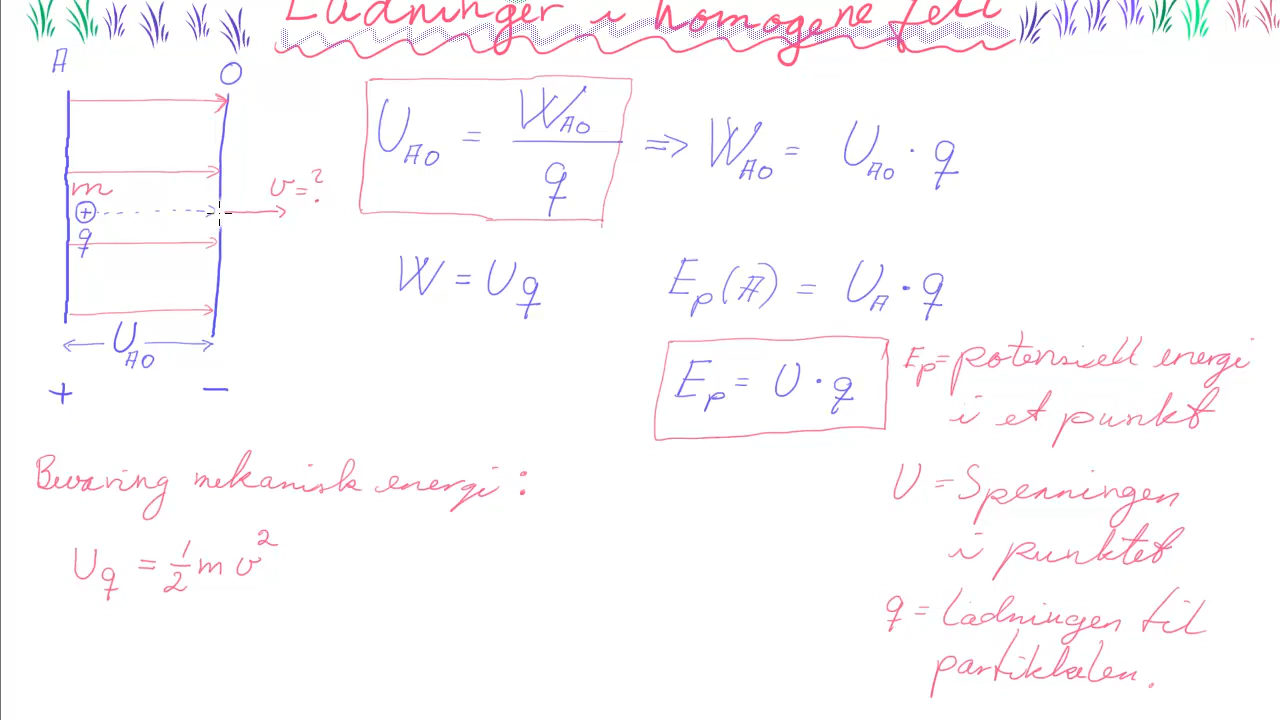 Ladninger i homogene felt
A
O
m
q
v = ?
U_AO
+ −
U_AO = W_AO / q ⇒ W_AO = U_AO · q
W = Uq
E_p(A) = U_A · q
E_p = U · q
E_p = potensiell energi
i et punkt
U = Spenningen
i punktet
q = Ladningen til
partikkelen.
Bevaring mekanisk energi :
Uq = 1/2 m v²